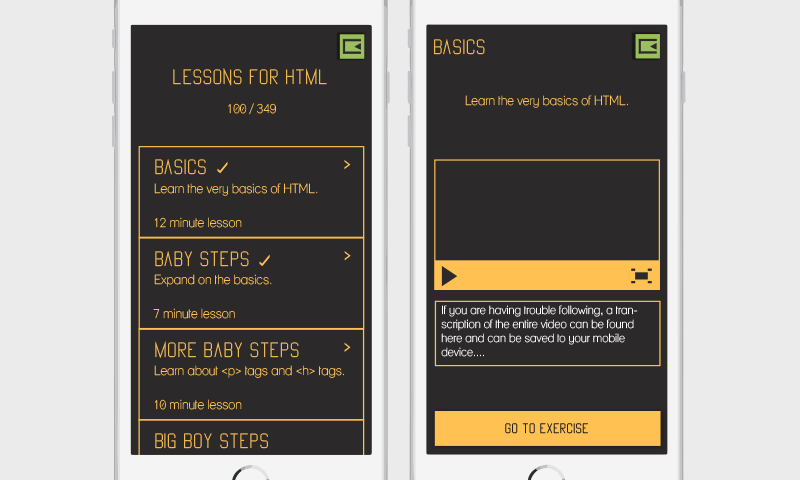 LESSONS FOR HTML
100 / 349
BASICS
Learn the very basics of HTML.
12 minute lesson
BABY STEPS
Expand on the basics.
7 minute lesson
MORE BABY STEPS
Learn about <p> tags and <h> tags.
10 minute lesson
BIG BOY STEPS
BASICS
Learn the very basics of HTML.
If you are having trouble following, a tran-
scription of the entire video can be found
here and can be saved to your mobile
device....
GO TO EXERCISE